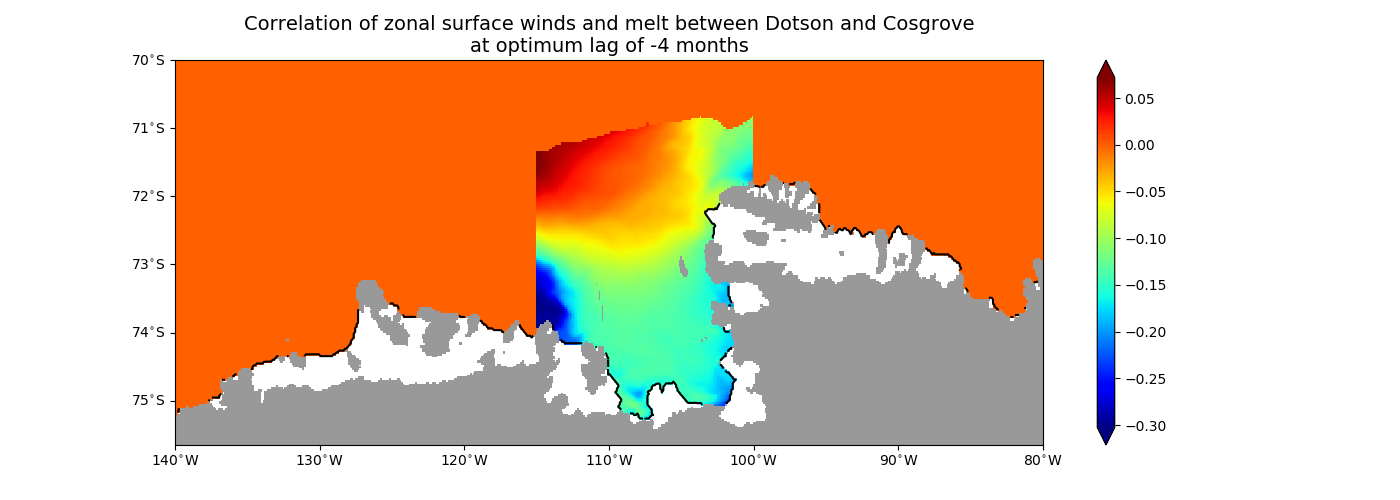 Correlation of zonal surface winds and melt between Dotson and Cosgrove
at optimum lag of -4 months
70°S
71°S
72°S
73°S
74°S
75°S
140°W
130°W
120°W
110°W
100°W
90°W
80°W
0.05
0.00
−0.05
−0.10
−0.15
−0.20
−0.25
−0.30